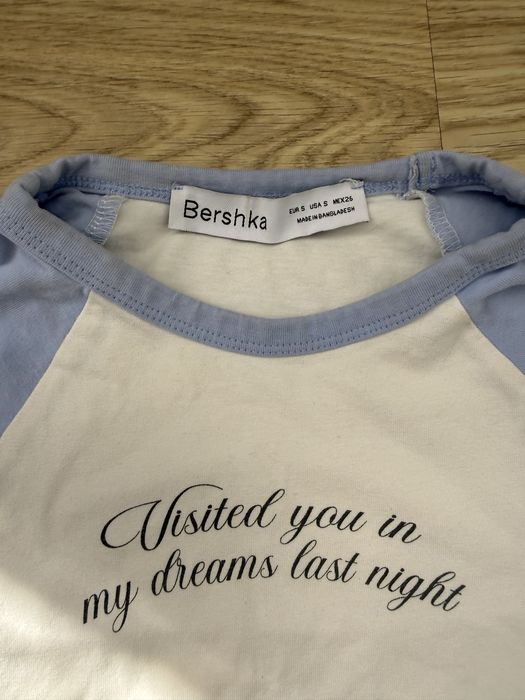 Bershka
EUR S USA S MEX26
MADE IN BANGLADESH
Visited you in
my dreams last night